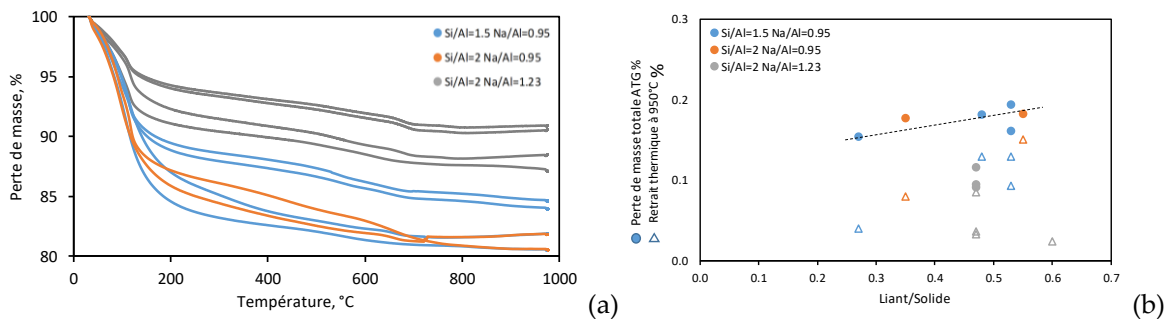 100
95
90
85
80
0
200
400
600
800
1000
Perte de masse, %
Température, °C
Si/Al=1.5 Na/Al=0.95
Si/Al=2 Na/Al=0.95
Si/Al=2 Na/Al=1.23
(a)
0.3
0.2
0.1
0.0
0.0
0.1
0.2
0.3
0.4
0.5
0.6
0.7
Perte de masse totale ATG %
Retrait thermique à 950°C %
Liant/Solide
Si/Al=1.5 Na/Al=0.95
Si/Al=2 Na/Al=0.95
Si/Al=2 Na/Al=1.23
(b)